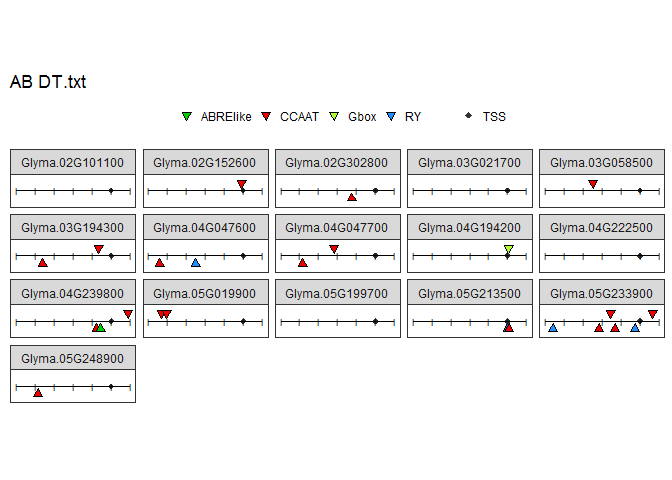 AB DT.txt
ABRElike CCAAT Gbox RY TSS
Glyma.02G101100 Glyma.02G152600 Glyma.02G302800 Glyma.03G021700 Glyma.03G058500
Glyma.03G194300 Glyma.04G047600 Glyma.04G047700 Glyma.04G194200 Glyma.04G222500
Glyma.04G239800 Glyma.05G019900 Glyma.05G199700 Glyma.05G213500 Glyma.05G233900
Glyma.05G248900